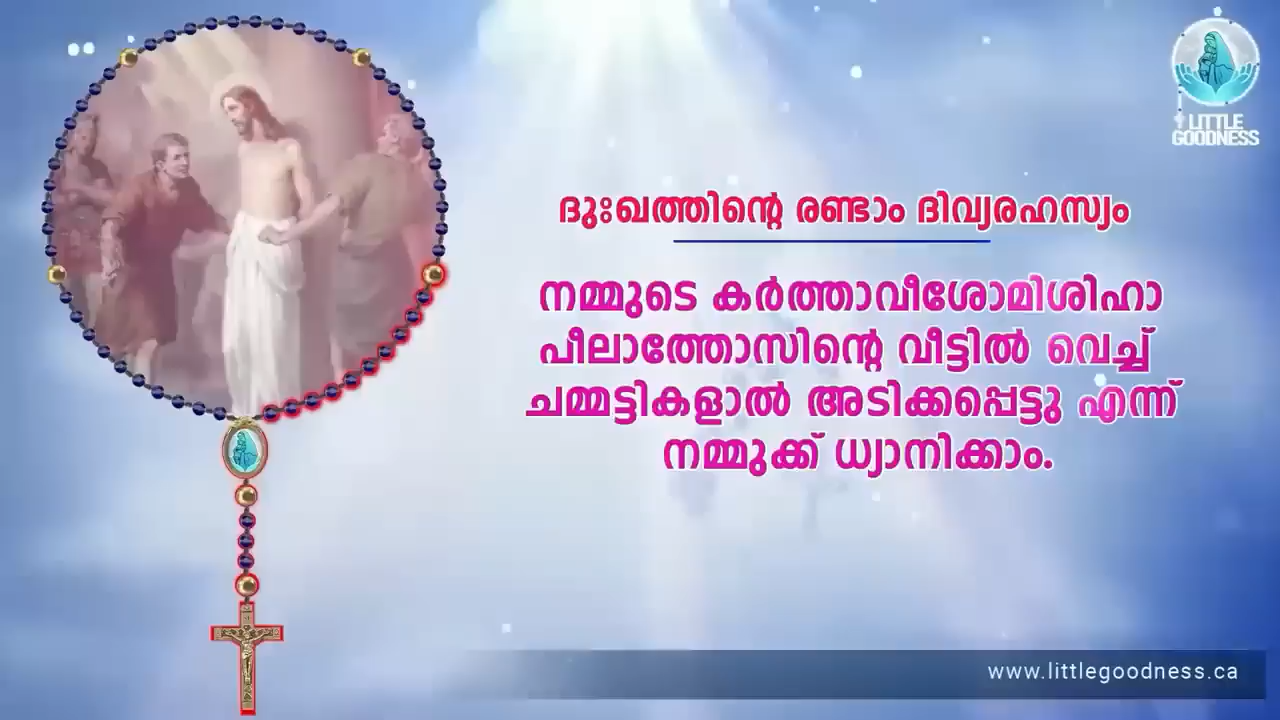 LITTLE
GOODNESS
ദുഃഖത്തിന്റെ രണ്ടാം ദിവ്യരഹസ്യം
നമ്മുടെ കർത്താവീശോമിശിഹാ
പീലാത്തോസിന്റെ വീട്ടിൽ വെച്ച്
ചമ്മട്ടികളാൽ അടിക്കപ്പെട്ടു എന്ന്
നമുക്ക് ധ്യാനിക്കാം.
www.littlegoodness.ca